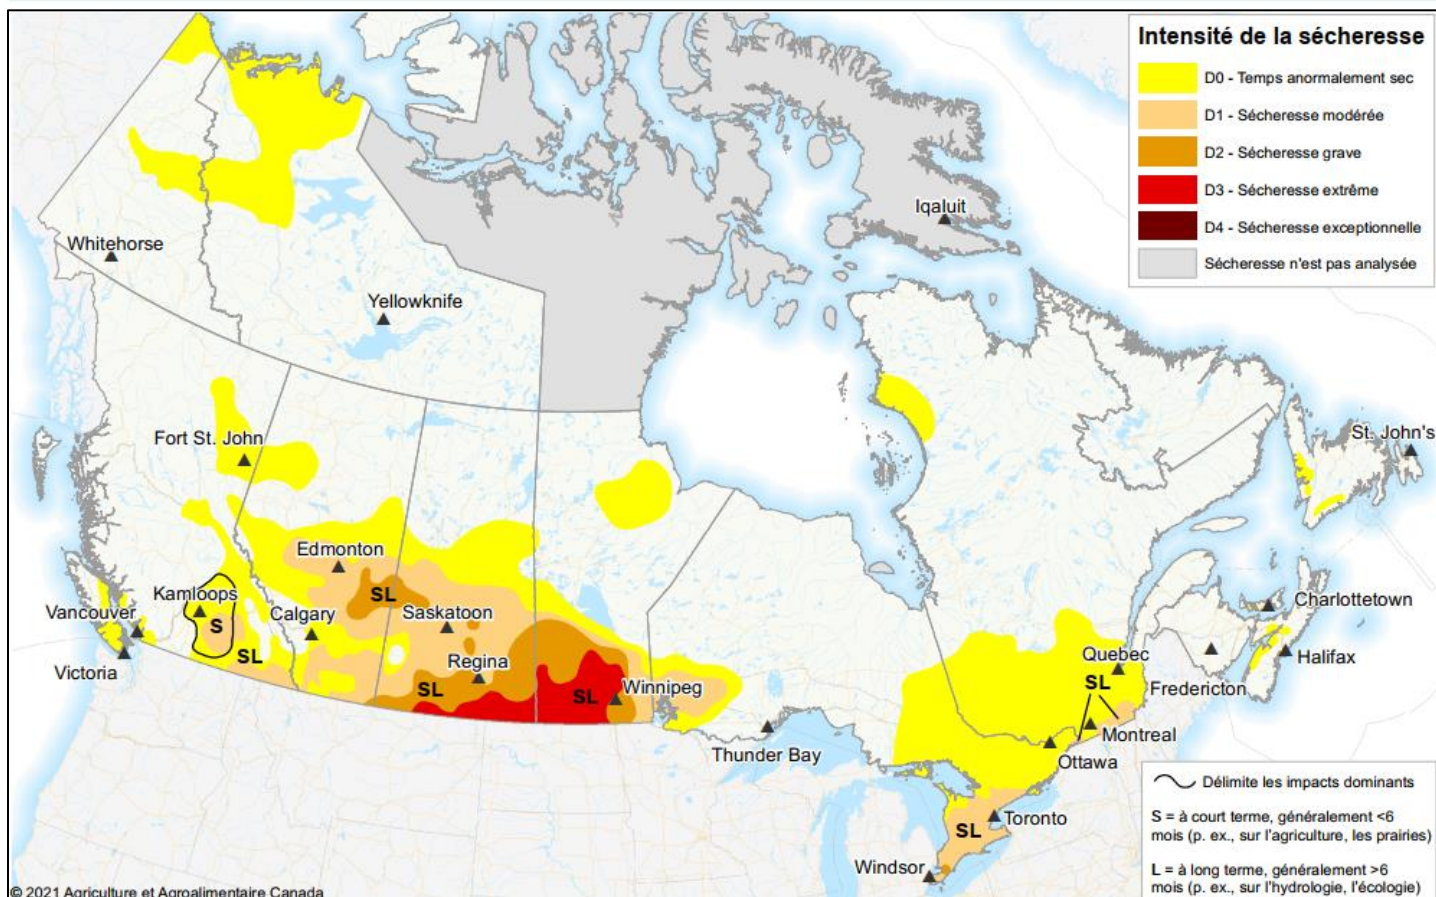 Intensité de la sécheresse
D0 - Temps anormalement sec
D1 - Sécheresse modérée
D2 - Sécheresse grave
D3 - Sécheresse extrême
D4 - Sécheresse exceptionnelle
Sécheresse n'est pas analysée
Iqaluit
Whitehorse
Yellowknife
Fort St. John
St. John's
Edmonton
Kamloops
SL
Saskatoon
Vancouver
S
Calgary
Charlottetown
SL
Victoria
Regina
Quebec
Halifax
SL
SL
Winnipeg
SL
Fredericton
Montreal
Thunder Bay
Ottawa
Toronto
SL
Windsor
Délimite les impacts dominants
S = à court terme, généralement <6
mois (p. ex., sur l'agriculture, les prairies)
L = à long terme, généralement >6
mois (p. ex., sur l'hydrologie, l'écologie)
© 2021 Agriculture et Agroalimentaire Canada